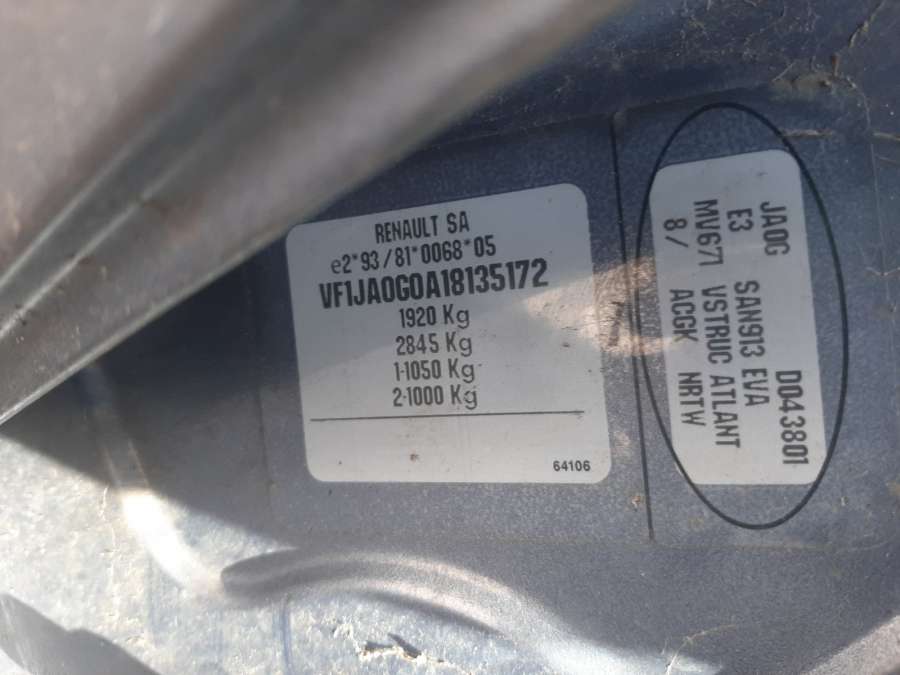 RENAULT SA
e2*93/81*0068*05
VF1JA0G0A18135172
1920 Kg
2845 Kg
1-1050 Kg
2-1000 Kg
64106
JA0G D043801
E3 SAN913 EVA
MV671 VSTRUC ATLANT
8/ ACGK NRTW